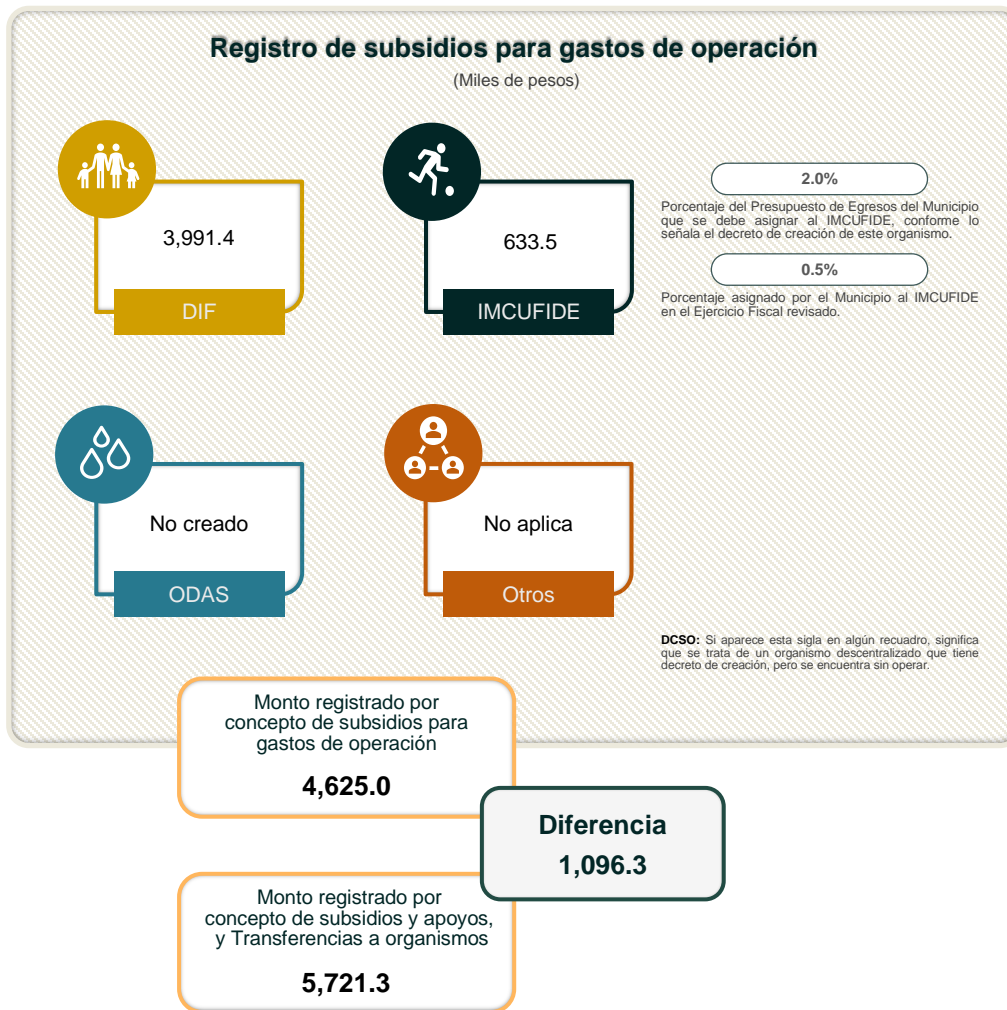 Registro de subsidios para gastos de operación
(Miles de pesos)
3,991.4
DIF
633.5
IMCUFIDE
2.0%
Porcentaje del Presupuesto de Egresos del Municipio
que se debe asignar al IMCUFIDE, conforme lo
señala el decreto de creación de este organismo.
0.5%
Porcentaje asignado por el Municipio al IMCUFIDE
en el Ejercicio Fiscal revisado.
No creado
ODAS
No aplica
Otros
DCSO: Si aparece esta sigla en algún recuadro, significa
que se trata de un organismo descentralizado que tiene
decreto de creación, pero se encuentra sin operar.
Monto registrado por
concepto de subsidios para
gastos de operación
4,625.0
Diferencia
1,096.3
Monto registrado por
concepto de subsidios y apoyos,
y Transferencias a organismos
5,721.3